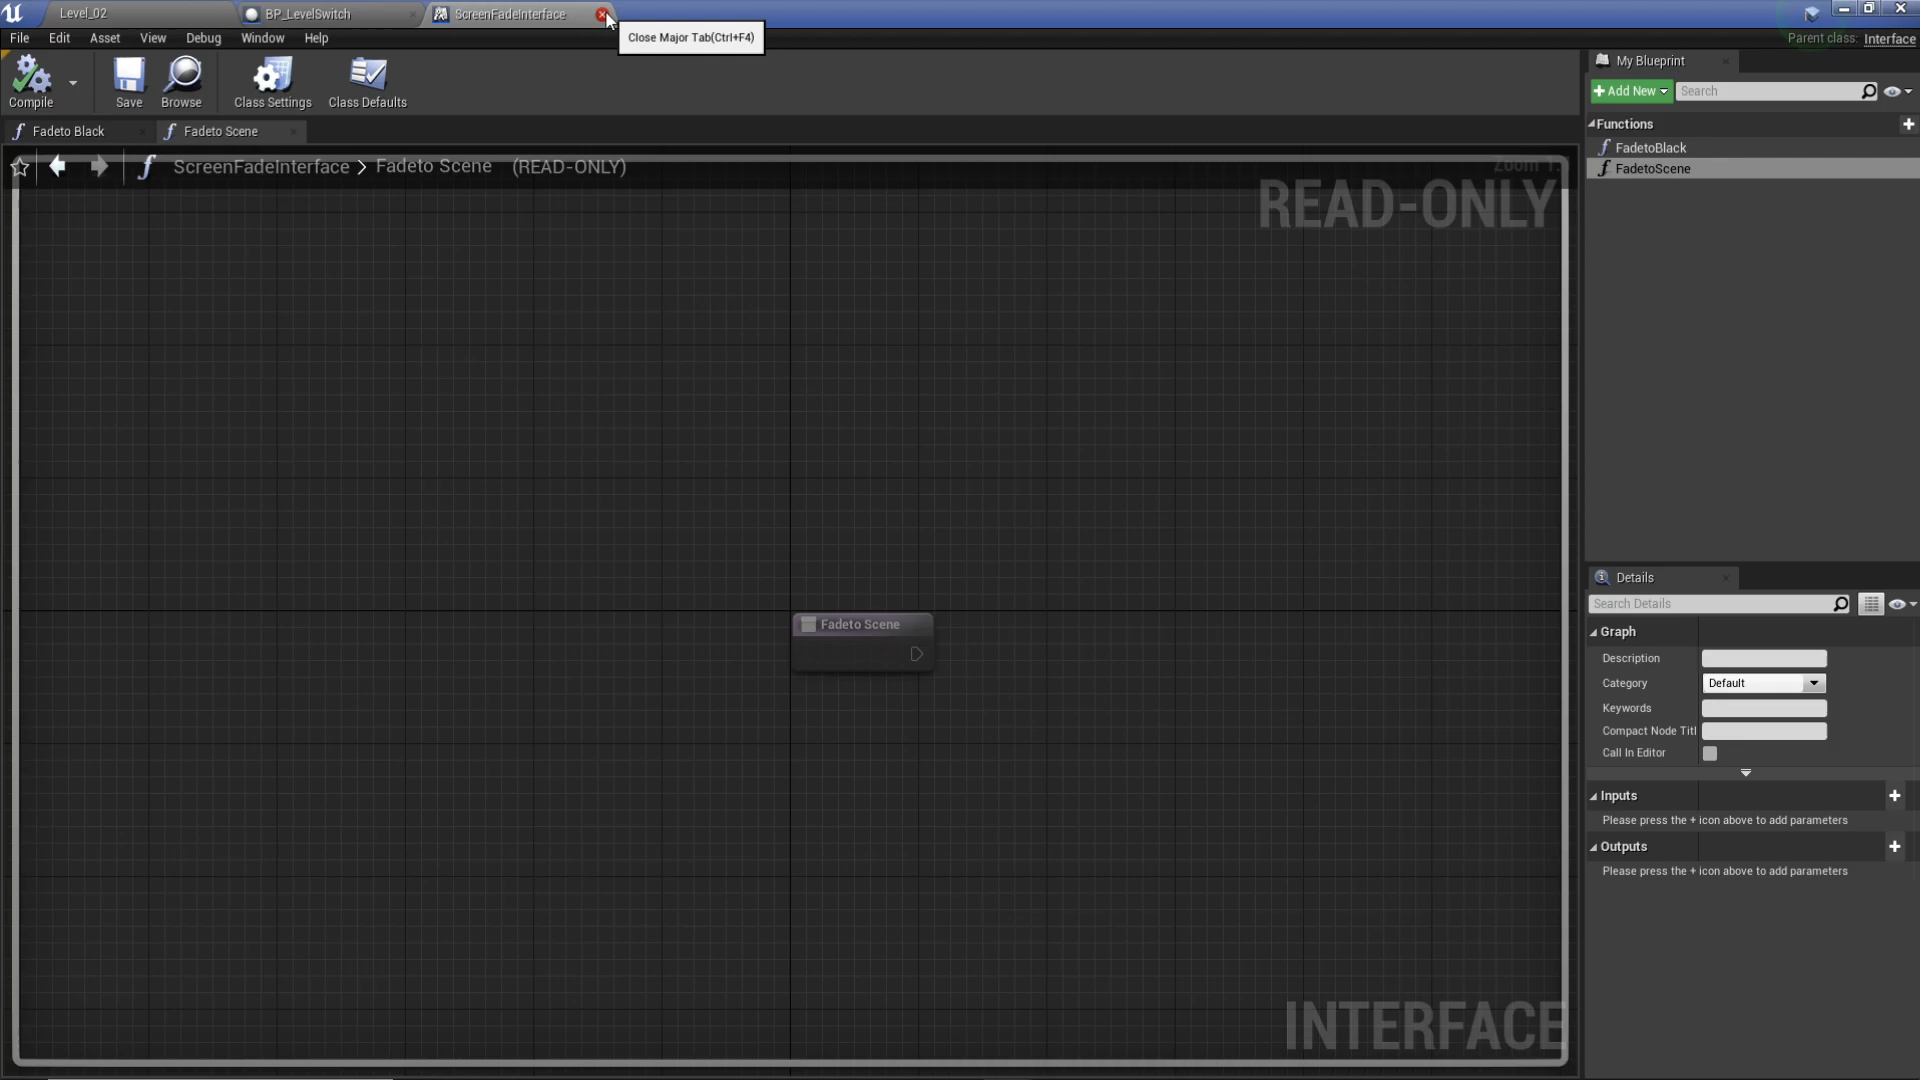 Level_02
BP_LevelSwitch
ScreenFadeInterface
Close Major Tab(Ctrl+F4)
File Edit Asset View Debug Window Help
Parent class: Interface
Compile
Save
Browse
Class Settings
Class Defaults
Fadeto Black
Fadeto Scene
ScreenFadeInterface > Fadeto Scene (READ-ONLY)
READ-ONLY
Fadeto Scene
INTERFACE
My Blueprint
+ Add New
Search
Functions
FadetoBlack
FadetoScene
Details
Search Details
Graph
Description
Category
Default
Keywords
Compact Node Titl
Call In Editor
Inputs
Please press the + icon above to add parameters
Outputs
Please press the + icon above to add parameters